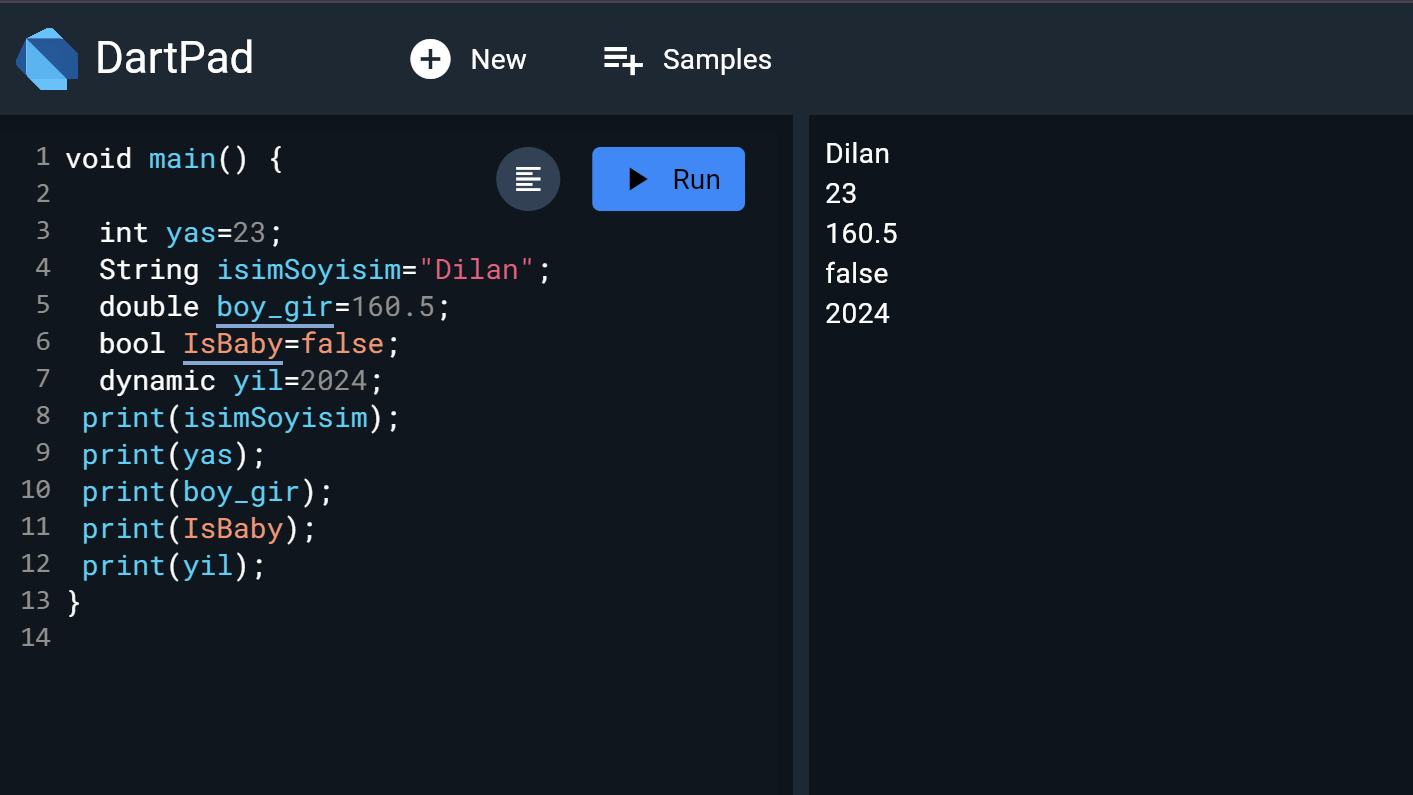 DartPad
New
Samples
Run
1 void main() {
2
3   int yas=23;
4   String isimSoyisim="Dilan";
5   double boy_gir=160.5;
6   bool IsBaby=false;
7   dynamic yil=2024;
8  print(isimSoyisim);
9  print(yas);
10  print(boy_gir);
11  print(IsBaby);
12  print(yil);
13 }
14
Dilan
23
160.5
false
2024